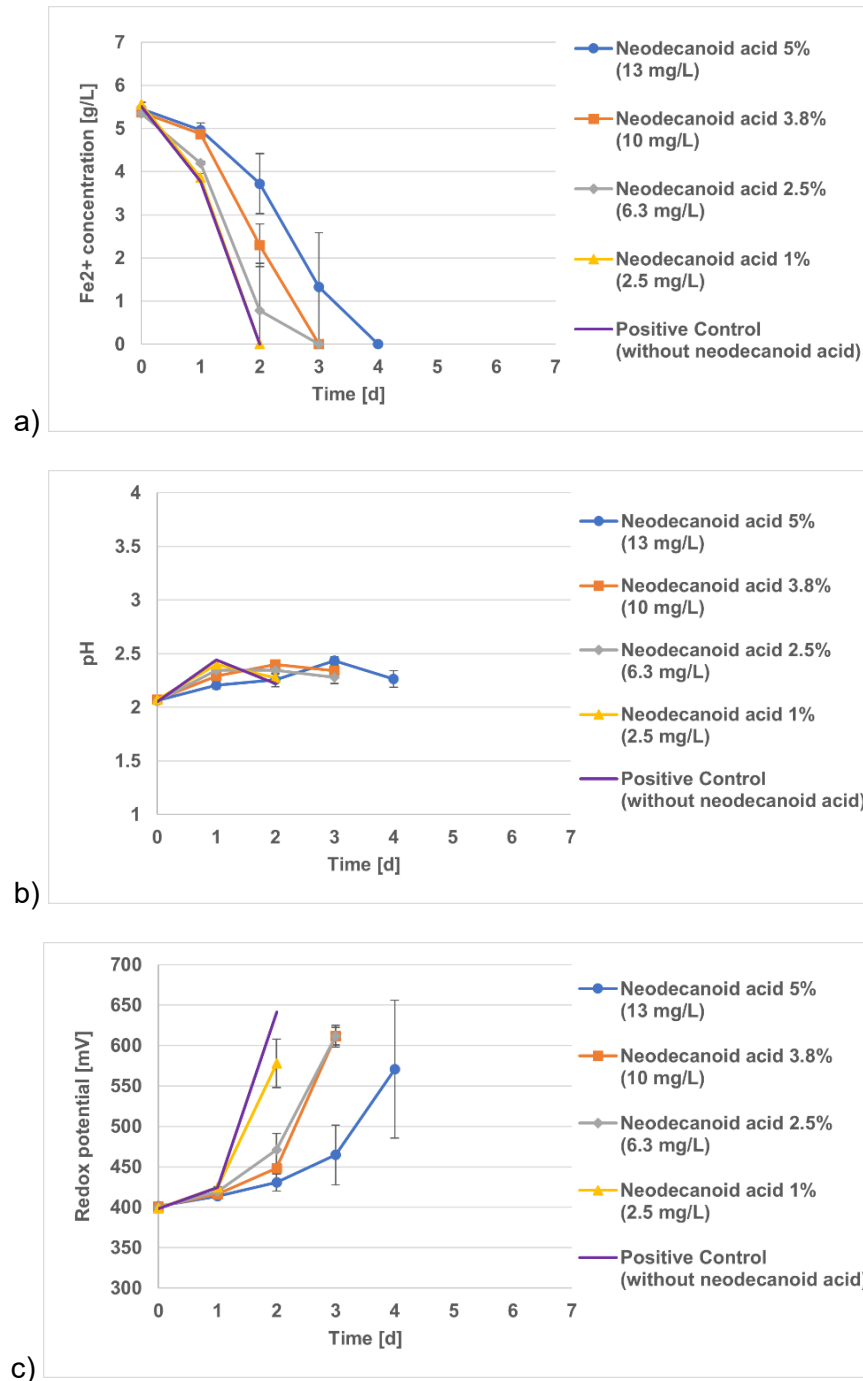 7
6
5
4
3
2
1
0
Fe2+ concentration [g/L]
0 1 2 3 4 5 6 7
Time [d]
Neodecanoid acid 5%
(13 mg/L)
Neodecanoid acid 3.8%
(10 mg/L)
Neodecanoid acid 2.5%
(6.3 mg/L)
Neodecanoid acid 1%
(2.5 mg/L)
Positive Control
(without neodecanoid acid)
a)
4
3.5
3
2.5
2
1.5
1
pH
0 1 2 3 4 5 6 7
Time [d]
Neodecanoid acid 5%
(13 mg/L)
Neodecanoid acid 3.8%
(10 mg/L)
Neodecanoid acid 2.5%
(6.3 mg/L)
Neodecanoid acid 1%
(2.5 mg/L)
Positive Control
(without neodecanoid acid)
b)
700
650
600
550
500
450
400
350
300
Redox potential [mV]
0 1 2 3 4 5 6 7
Time [d]
Neodecanoid acid 5%
(13 mg/L)
Neodecanoid acid 3.8%
(10 mg/L)
Neodecanoid acid 2.5%
(6.3 mg/L)
Neodecanoid acid 1%
(2.5 mg/L)
Positive Control
(without neodecanoid acid)
c)